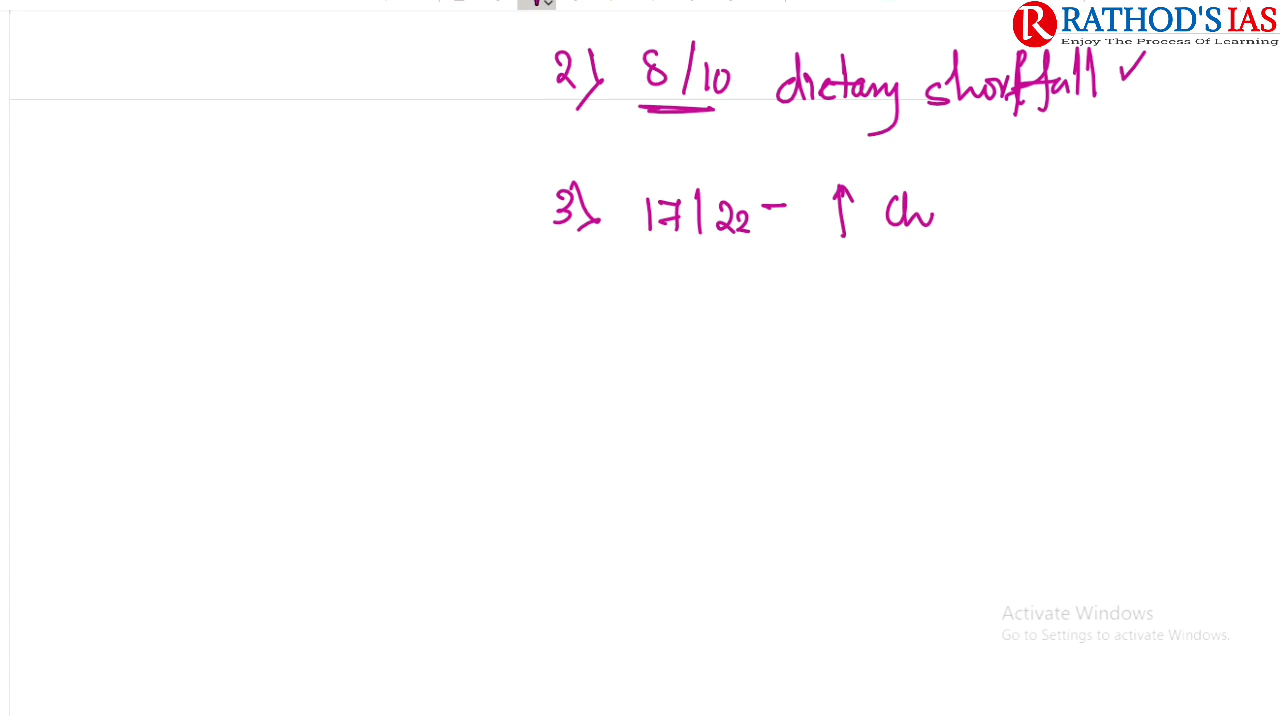 RATHOD'S IAS
Enjoy The Process Of Learning
2) 8/10 dietary shortfall ✓
3) 17/22 - ↑ Ch
Activate Windows
Go to Settings to activate Windows.